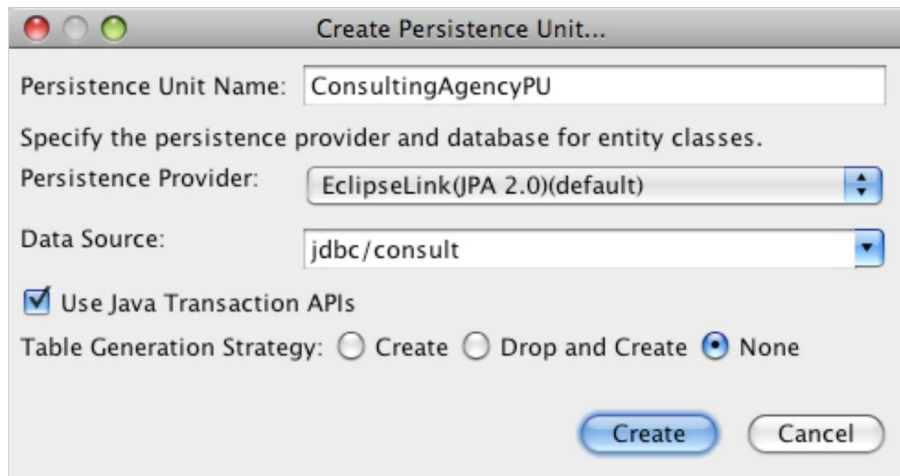 Create Persistence Unit...
Persistence Unit Name: ConsultingAgencyPU
Specify the persistence provider and database for entity classes.
Persistence Provider: EclipseLink(JPA 2.0)(default)
Data Source: jdbc/consult
Use Java Transaction APIs
Table Generation Strategy: Create Drop and Create None
Create Cancel